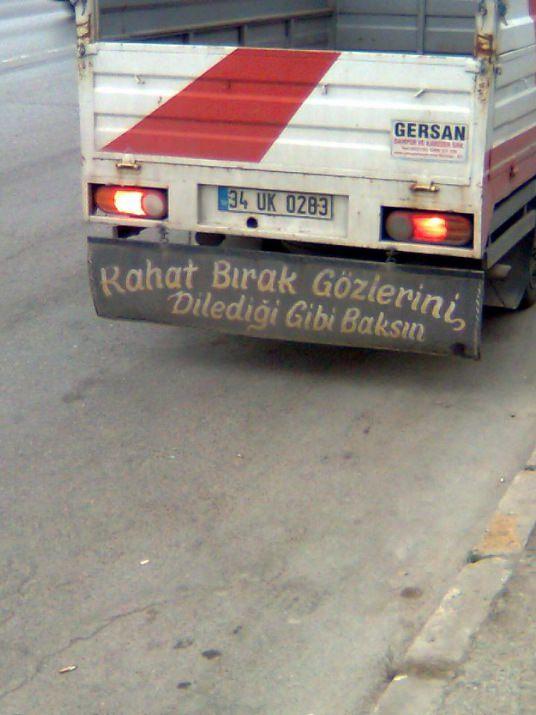 GERSAN
34 UK 0283
Rahat Bırak Gözlerini,
Dilediği Gibi Baksın